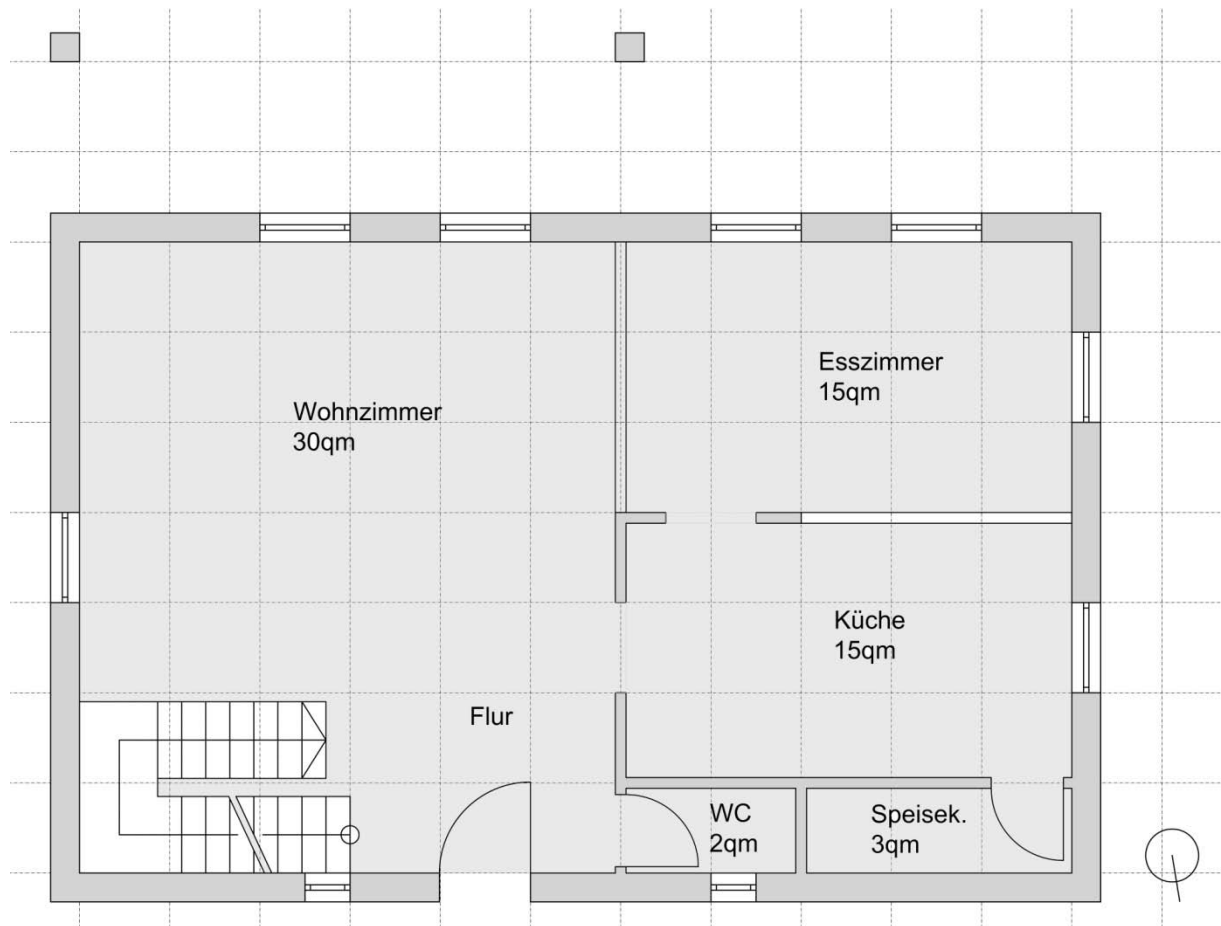 Wohnzimmer
30qm
Esszimmer
15qm
Küche
15qm
Flur
WC
2qm
Speisek.
3qm